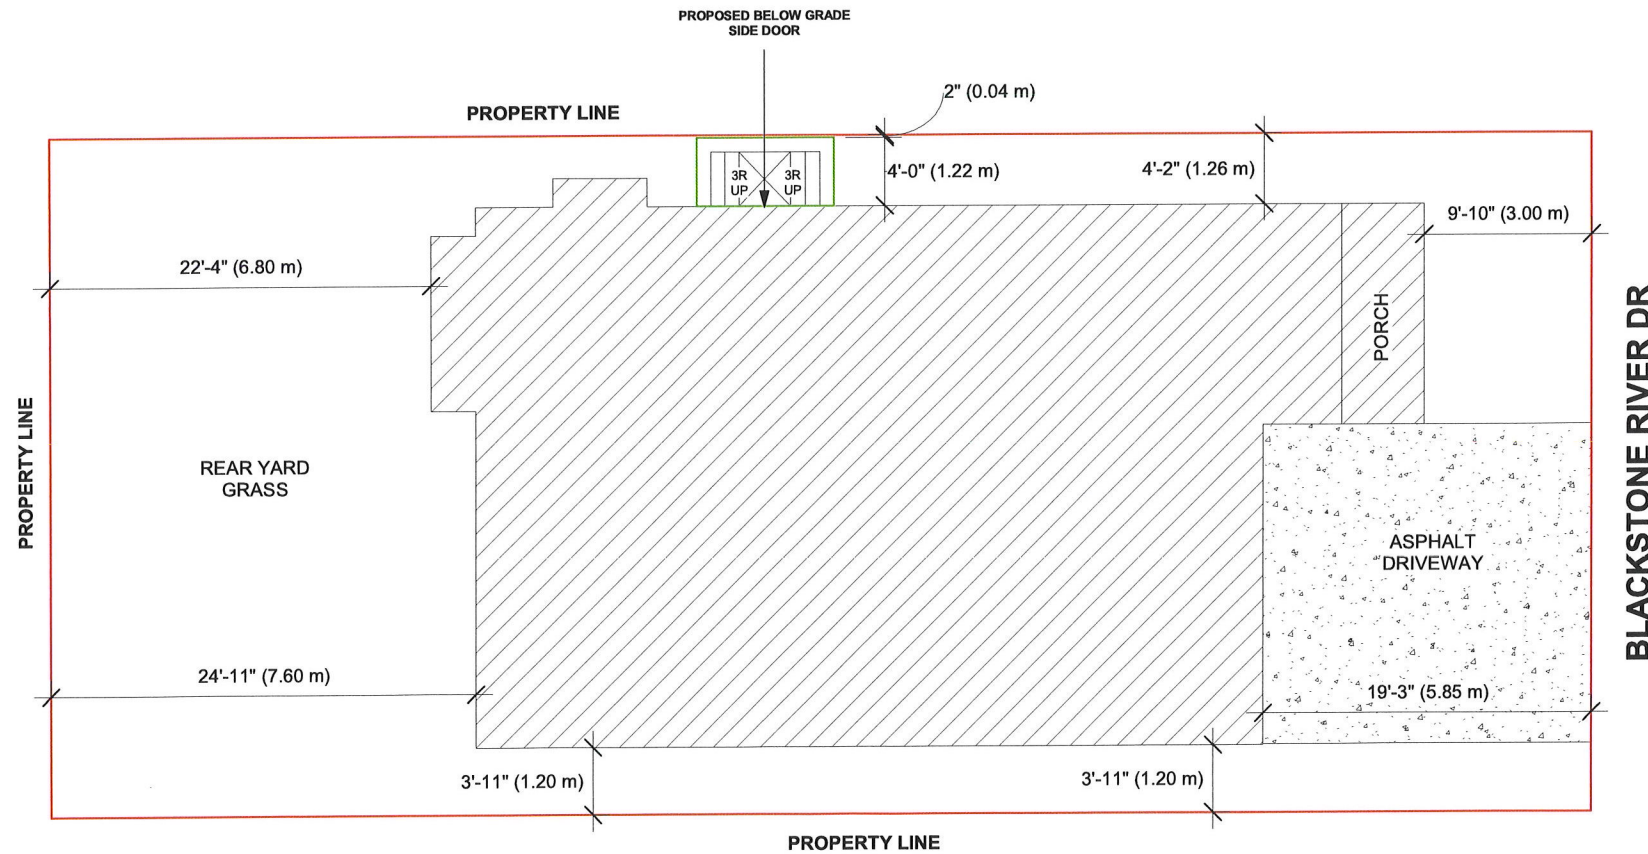 PROPOSED BELOW GRADE
SIDE DOOR
2" (0.04 m)
PROPERTY LINE
3R
UP
3R
UP
4'-0" (1.22 m)
4'-2" (1.26 m)
9'-10" (3.00 m)
22'-4" (6.80 m)
PORCH
BLACKSTONE RIVER DR
PROPERTY LINE
REAR YARD
GRASS
ASPHALT
DRIVEWAY
24'-11" (7.60 m)
19'-3" (5.85 m)
3'-11" (1.20 m)
3'-11" (1.20 m)
PROPERTY LINE